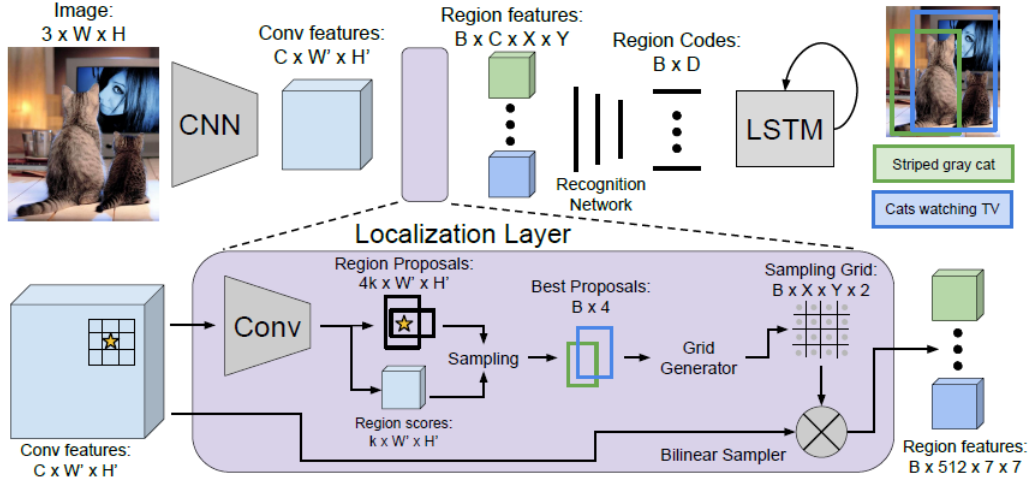 Image:
3 x W x H
CNN
Conv features:
C x W' x H'
Region features:
B x C x X x Y
Recognition
Network
Region Codes:
B x D
LSTM
Striped gray cat
Cats watching TV
Localization Layer
Conv features:
C x W' x H'
Conv
Region Proposals:
4k x W' x H'
Region scores:
k x W' x H'
Sampling
Best Proposals:
B x 4
Grid
Generator
Sampling Grid:
B x X x Y x 2
Bilinear Sampler
Region features:
B x 512 x 7 x 7